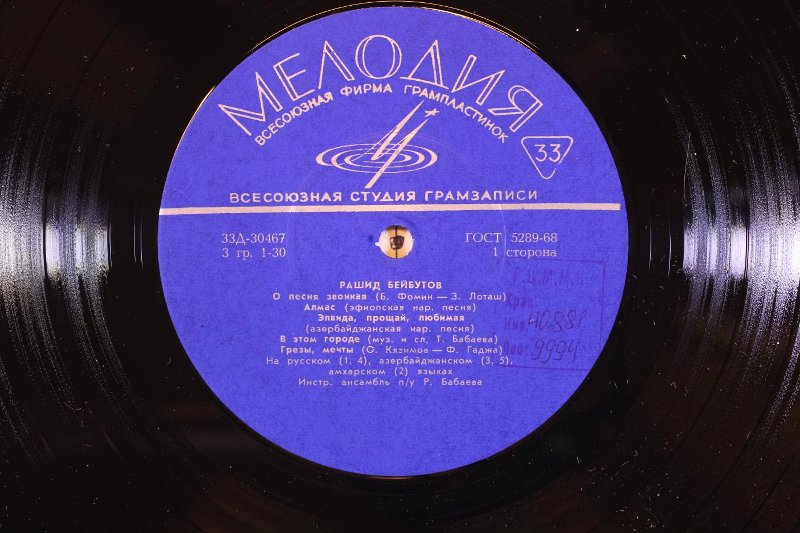 МЕЛОДИЯ
ВСЕСОЮЗНАЯ ФИРМА ГРАМПЛАСТИНОК
33
ВСЕСОЮЗНАЯ СТУДИЯ ГРАМЗАПИСИ
33Д-30467 ГОСТ 5289-68
3 гр. 1-30 1 сторона
РАШИД БЕЙБУТОВ
О песня звонкая (Б. Фомин — З. Лоташ)
Алмас (эфиопская нар. песня)
Элвида, прощай, любимая
(азербайджанская нар. песня)
В этом городе (муз. и сл. Т. Бабаева)
Грезы, мечты (О. Кязимов — Ф. Гаджа)
На русском (1, 4), азербайджанском (3, 5),
амхарском (2) языках
Инстр. ансамбль п/у Р. Бабаева
Инв. 40881
9994